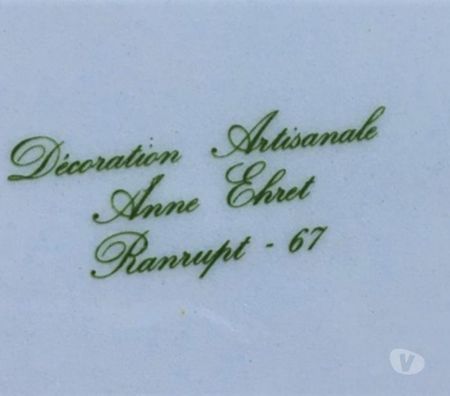 Décoration Artisanale
Anne Ehret
Ranrupt - 67
V